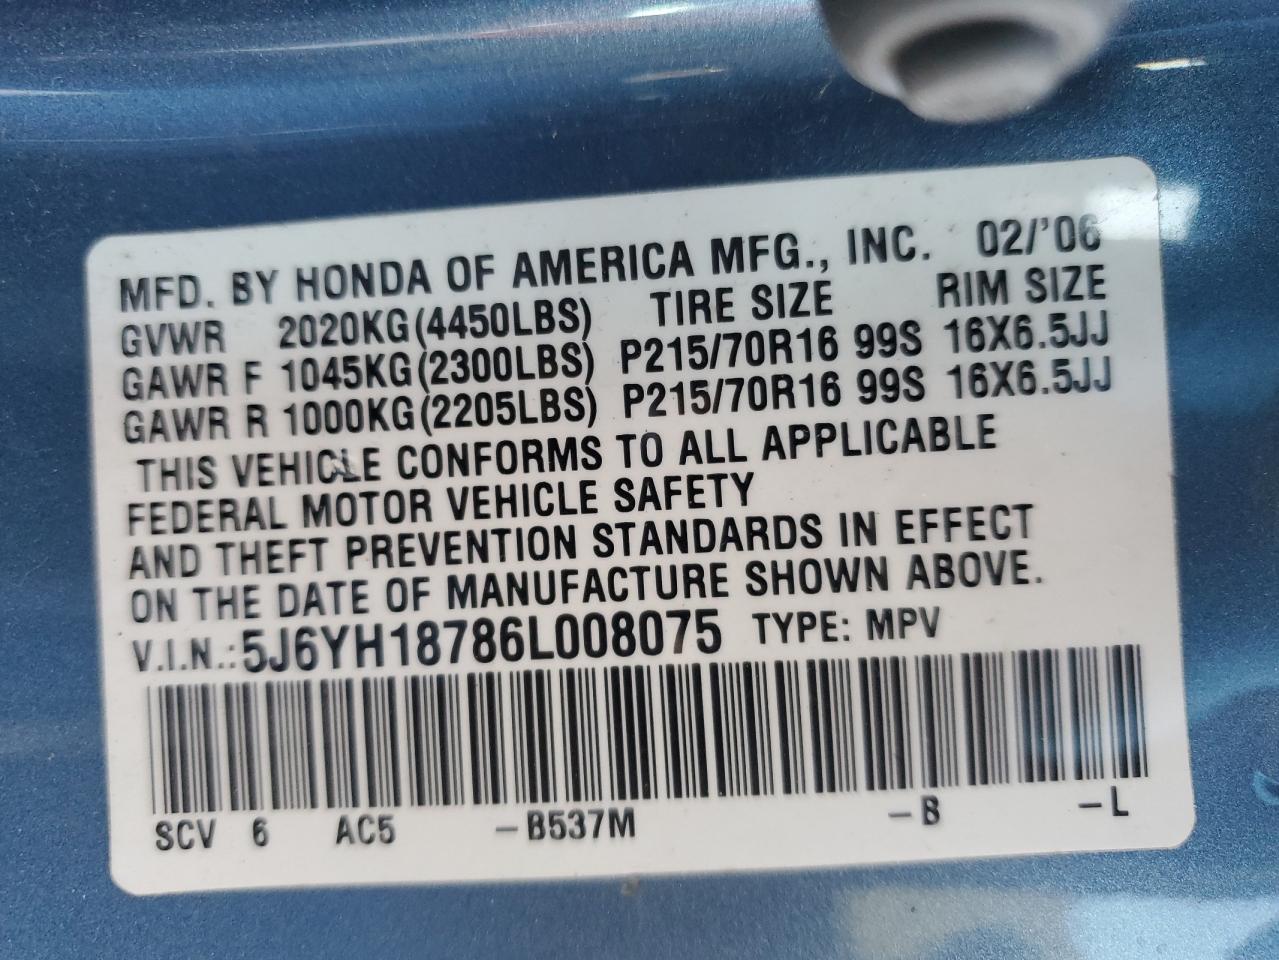 MFD. BY HONDA OF AMERICA MFG., INC. 02/'06
GVWR 2020KG(4450LBS) TIRE SIZE RIM SIZE
GAWR F 1045KG(2300LBS) P215/70R16 99S 16X6.5JJ
GAWR R 1000KG(2205LBS) P215/70R16 99S 16X6.5JJ
THIS VEHICLE CONFORMS TO ALL APPLICABLE
FEDERAL MOTOR VEHICLE SAFETY
AND THEFT PREVENTION STANDARDS IN EFFECT
ON THE DATE OF MANUFACTURE SHOWN ABOVE.
V.I.N.:5J6YH18786L008075 TYPE: MPV
SCV 6 AC5 –B537M –B –L